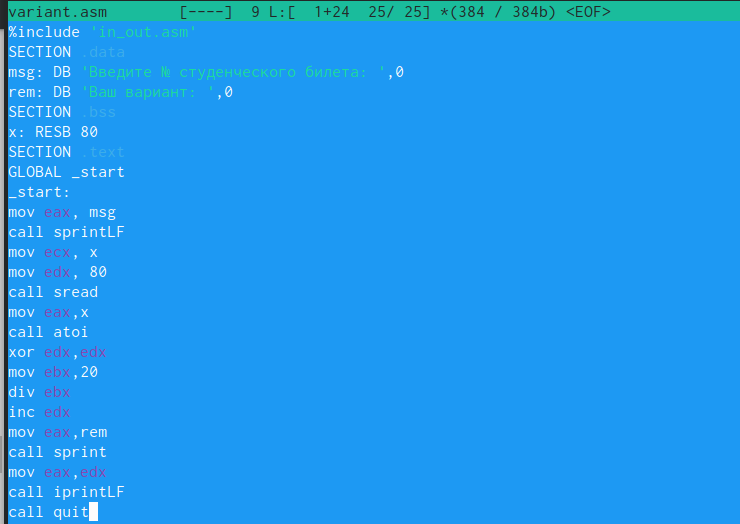 variant.asm        [----]  9 L:[  1+24  25/ 25] *(384 / 384b) <EOF>
%include 'in_out.asm'
SECTION .data
msg: DB 'Введите № студенческого билета: ',0
rem: DB 'Ваш вариант: ',0
SECTION .bss
x: RESB 80
SECTION .text
GLOBAL _start
_start:
mov eax, msg
call sprintLF
mov ecx, x
mov edx, 80
call sread
mov eax,x
call atoi
xor edx,edx
mov ebx,20
div ebx
inc edx
mov eax,rem
call sprint
mov eax,edx
call iprintLF
call quit